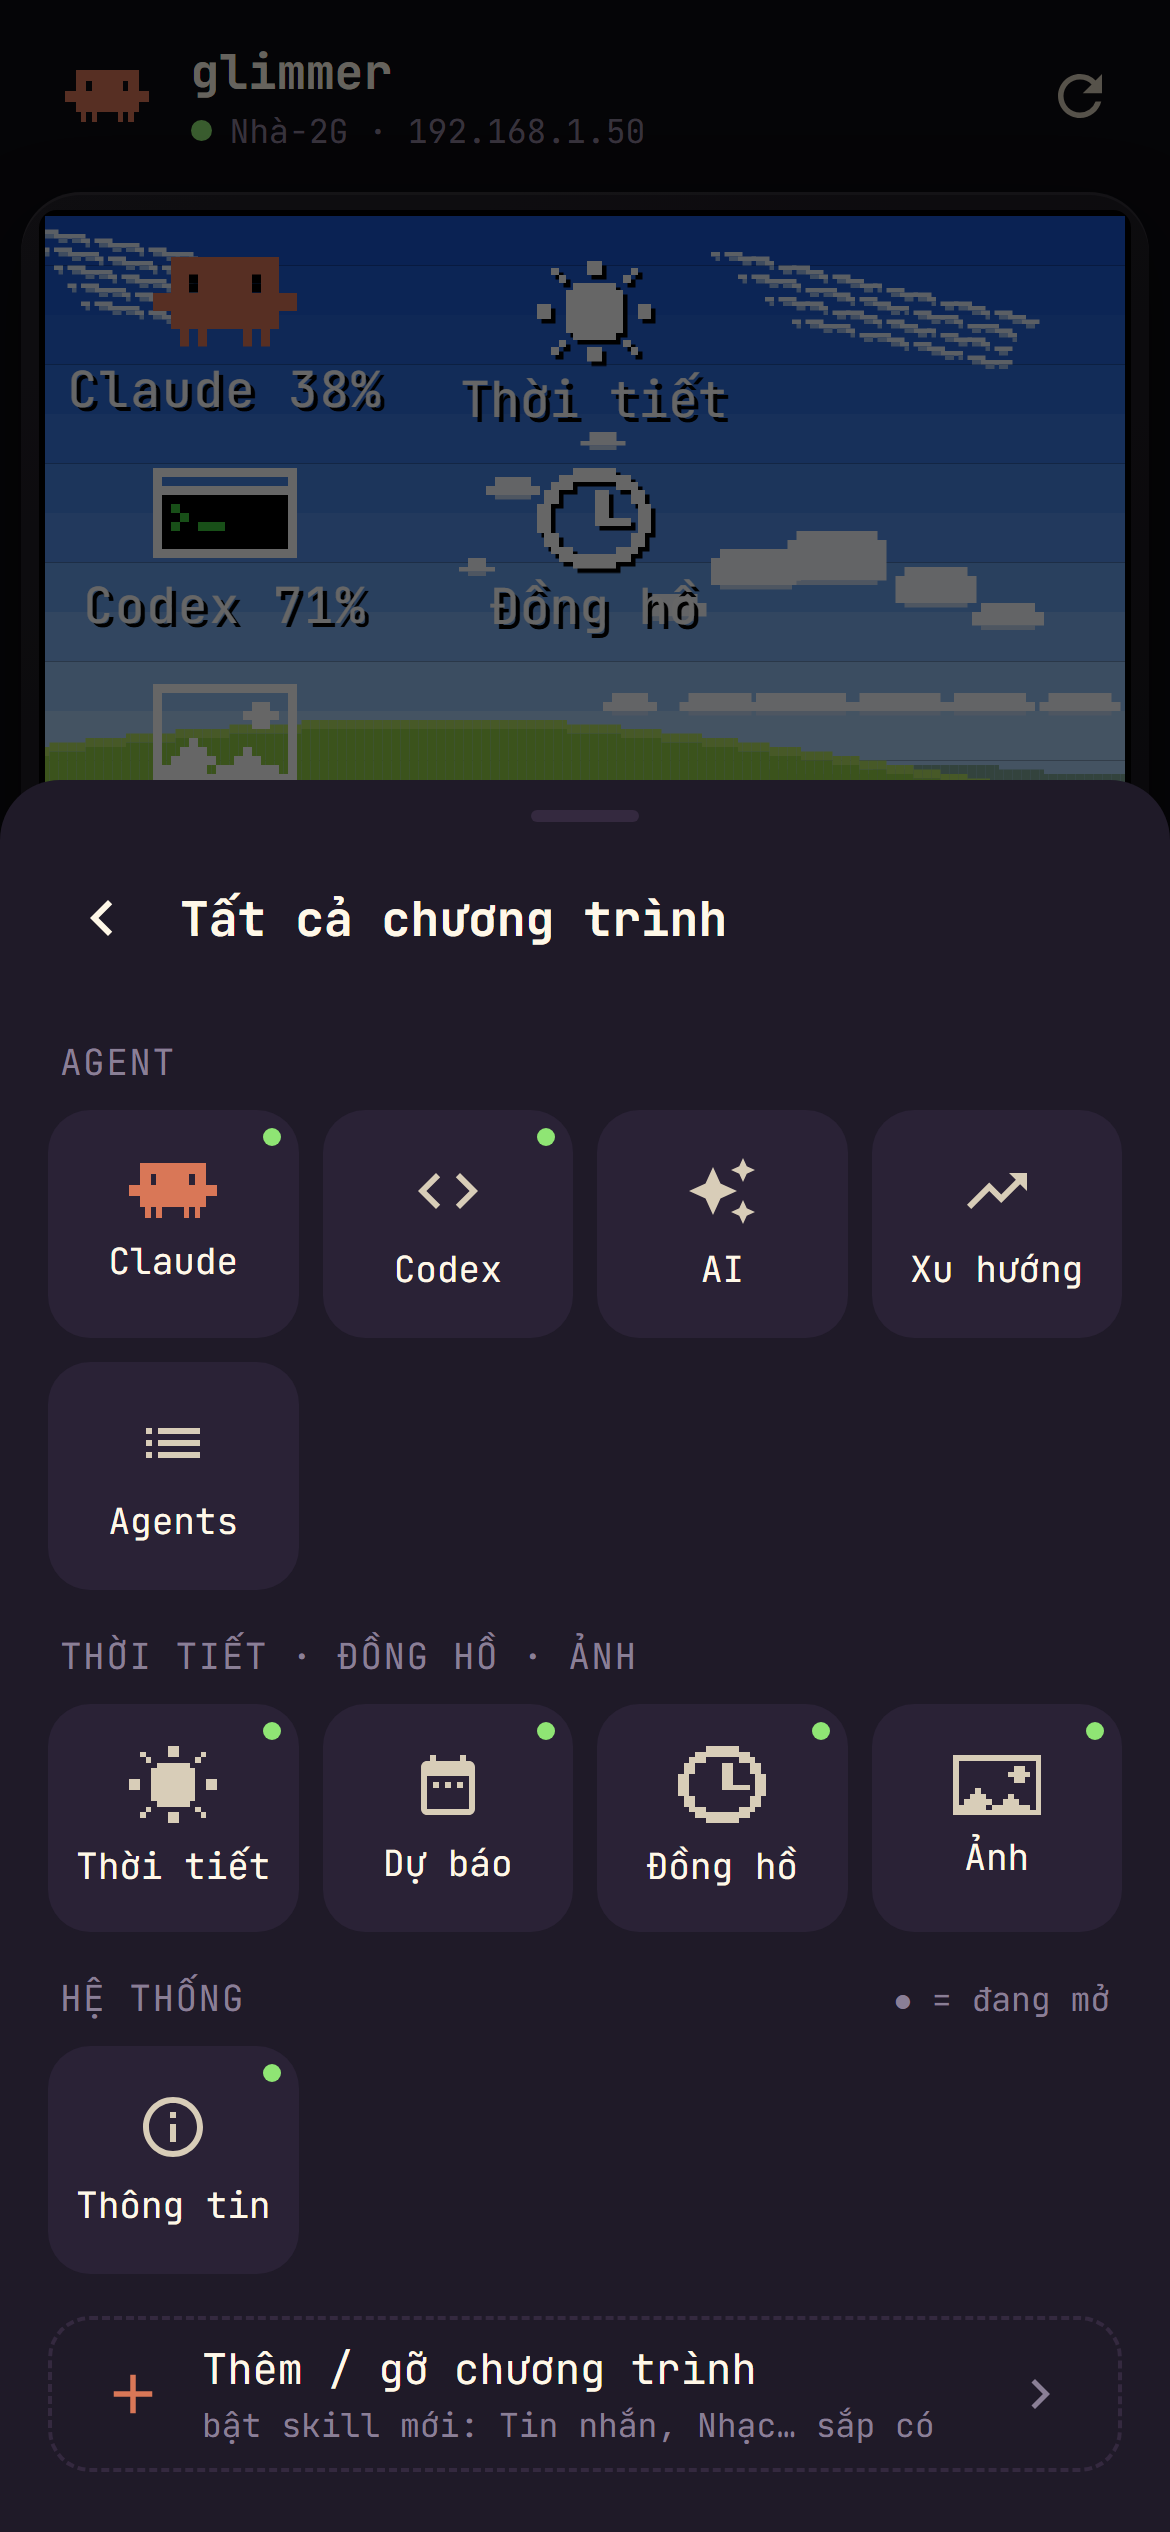 glimmer
Nhà-2G · 192.168.1.50
Claude 38%
Thời tiết
Codex 71%
Đồng hồ
Tất cả chương trình
AGENT
Claude
Codex
AI
Xu hướng
Agents
THỜI TIẾT · ĐỒNG HỒ · ẢNH
Thời tiết
Dự báo
Đồng hồ
Ảnh
HỆ THỐNG
● = đang mở
Thông tin
Thêm / gỡ chương trình
bật skill mới: Tin nhắn, Nhạc… sắp có